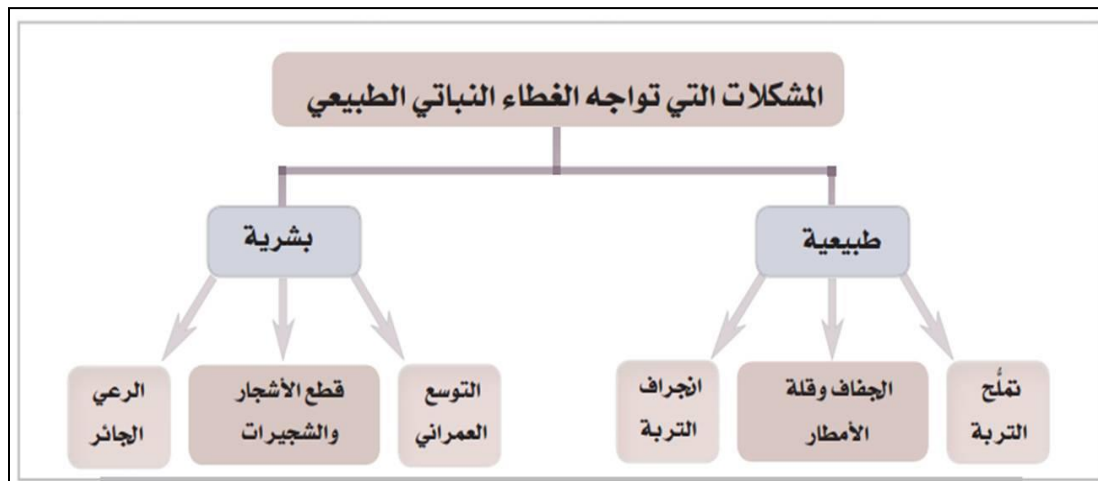 المشكلات التي تواجه الغطاء النباتي الطبيعي
طبيعية
بشرية
تملُّح
التربة
الجفاف وقلة
الأمطار
انجراف
التربة
التوسع
العمراني
قطع الأشجار
والشجيرات
الرعي
الجائر